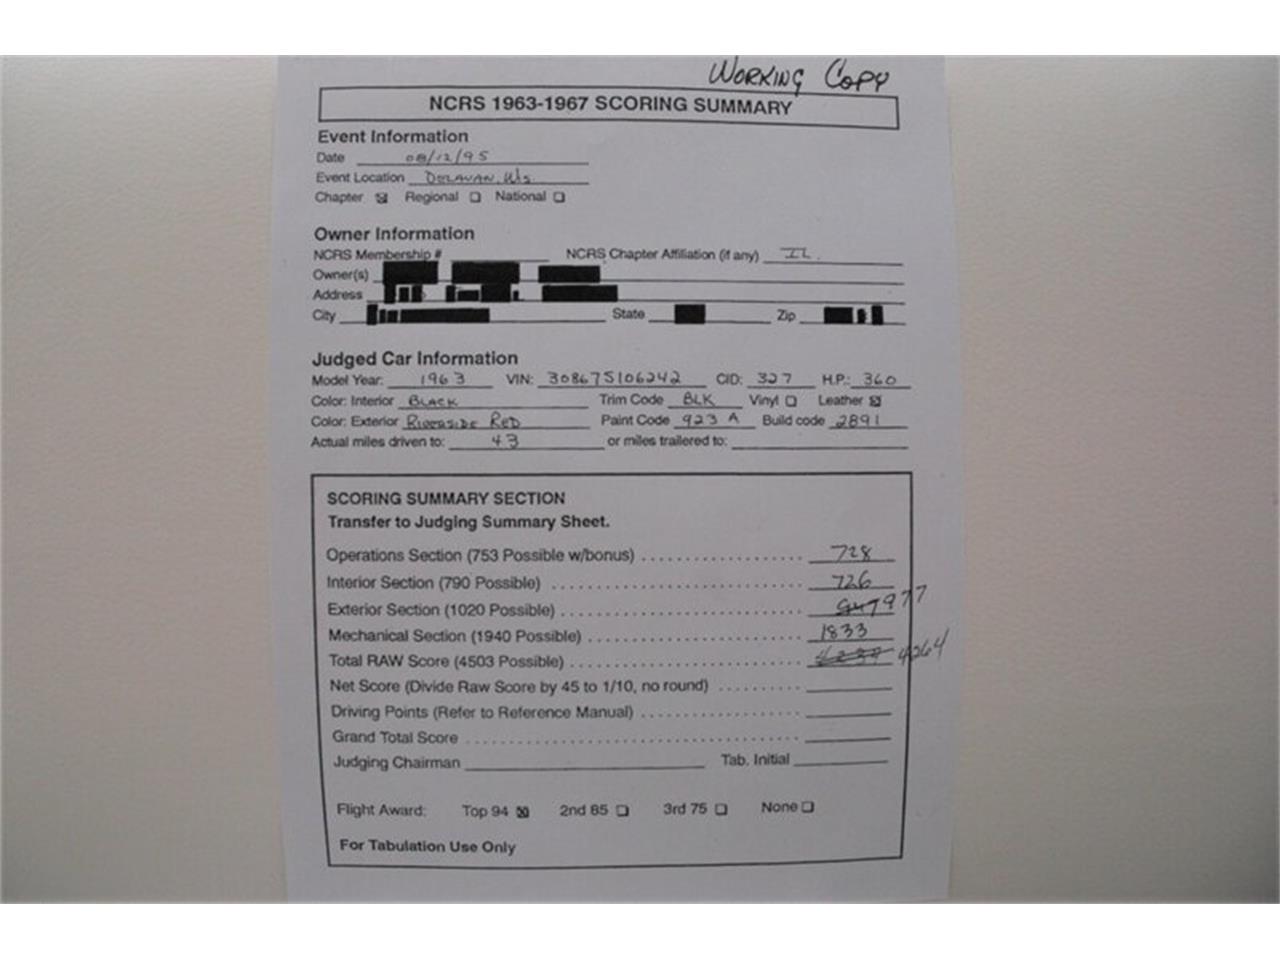 WORKING COPY
NCRS 1963-1967 SCORING SUMMARY
Event Information
Date 08/12/95
Event Location DELAVAN, WIS.
Chapter ☒ Regional ☐ National ☐
Owner Information
NCRS Membership # NCRS Chapter Affiliation (if any) IL.
Owner(s)
Address
City State Zip
Judged Car Information
Model Year: 1963 VIN: 30867S106242 CID: 327 H.P.: 360
Color: Interior BLACK Trim Code BLK Vinyl ☐ Leather ☒
Color: Exterior RIVERSIDE RED Paint Code 923 A Build code 2891
Actual miles driven to: 43 or miles trailered to:
SCORING SUMMARY SECTION
Transfer to Judging Summary Sheet.
Operations Section (753 Possible w/bonus) 728
Interior Section (790 Possible) 726
Exterior Section (1020 Possible) 977
Mechanical Section (1940 Possible) 1833
Total RAW Score (4503 Possible) 4264
Net Score (Divide Raw Score by 45 to 1/10, no round)
Driving Points (Refer to Reference Manual)
Grand Total Score
Judging Chairman Tab. Initial
Flight Award: Top 94 ☒ 2nd 85 ☐ 3rd 75 ☐ None ☐
For Tabulation Use Only